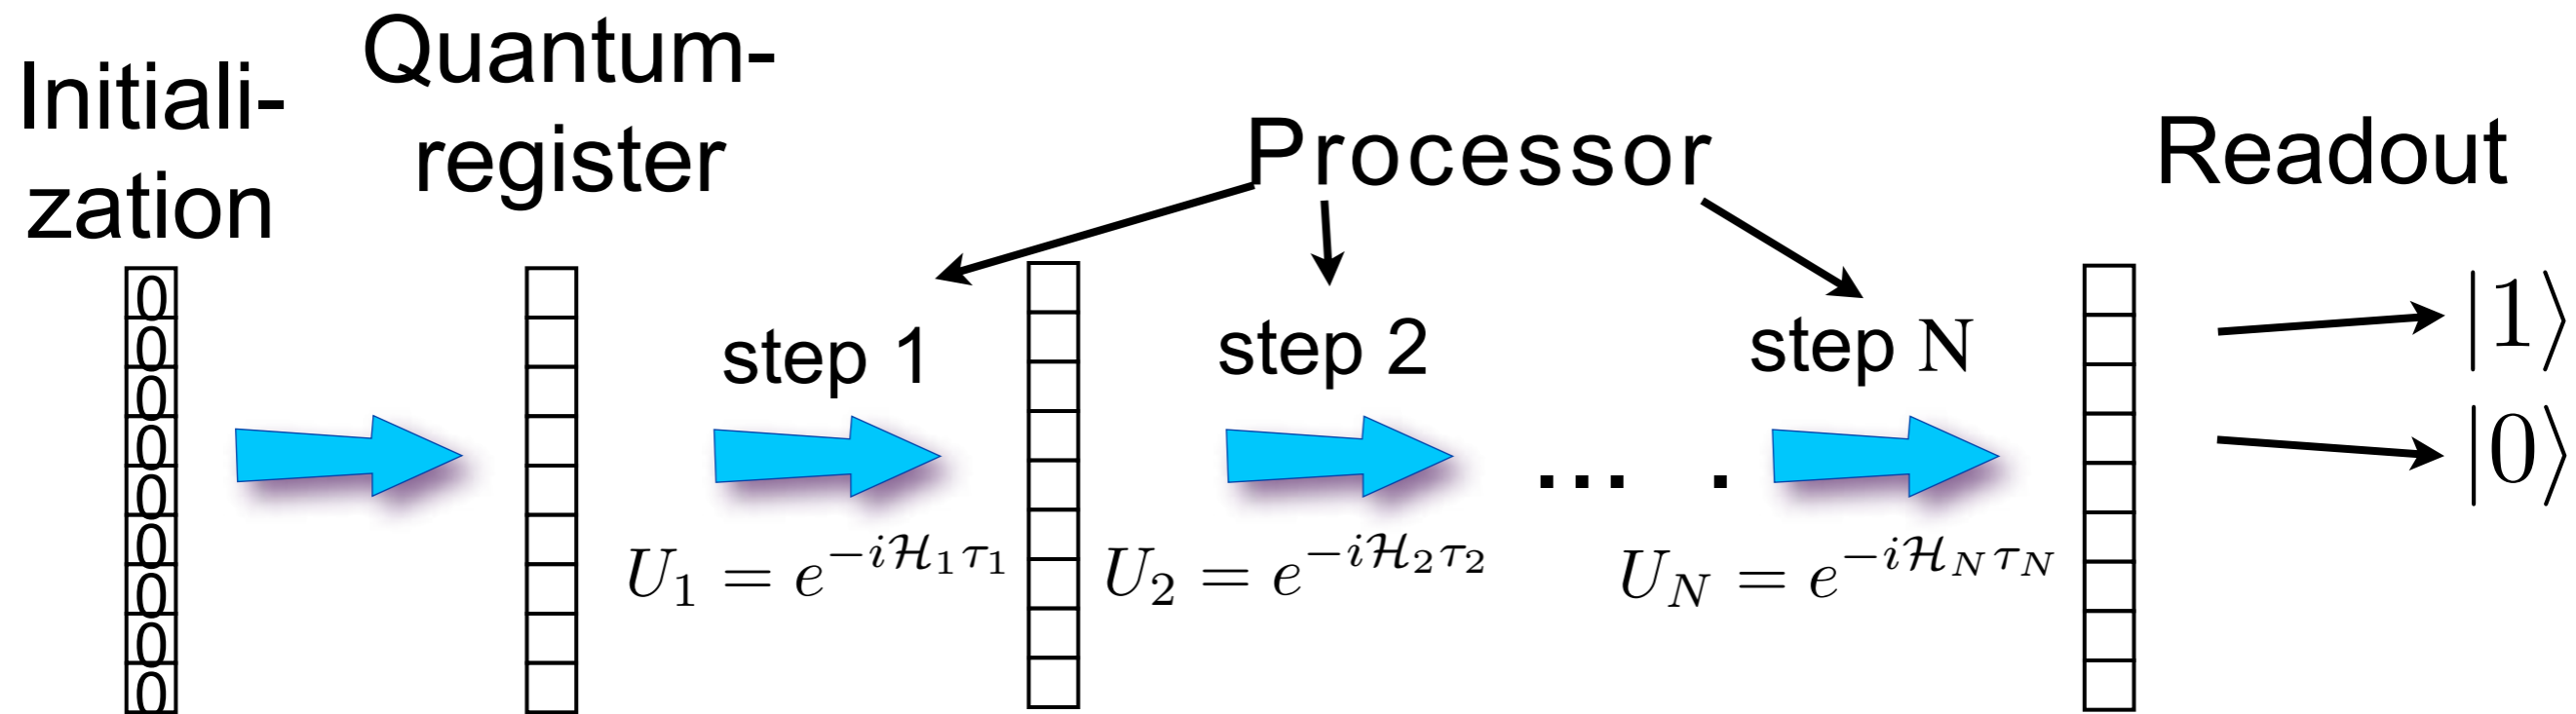 Initiali-
zation
Quantum-
register
Processor
Readout
0
0
0
0
0
0
0
0
0
step 1
step 2
step N
... .
|1⟩
|0⟩
U₁ = e^{-iℋ₁τ₁}
U₂ = e^{-iℋ₂τ₂}
U_N = e^{-iℋ_Nτ_N}